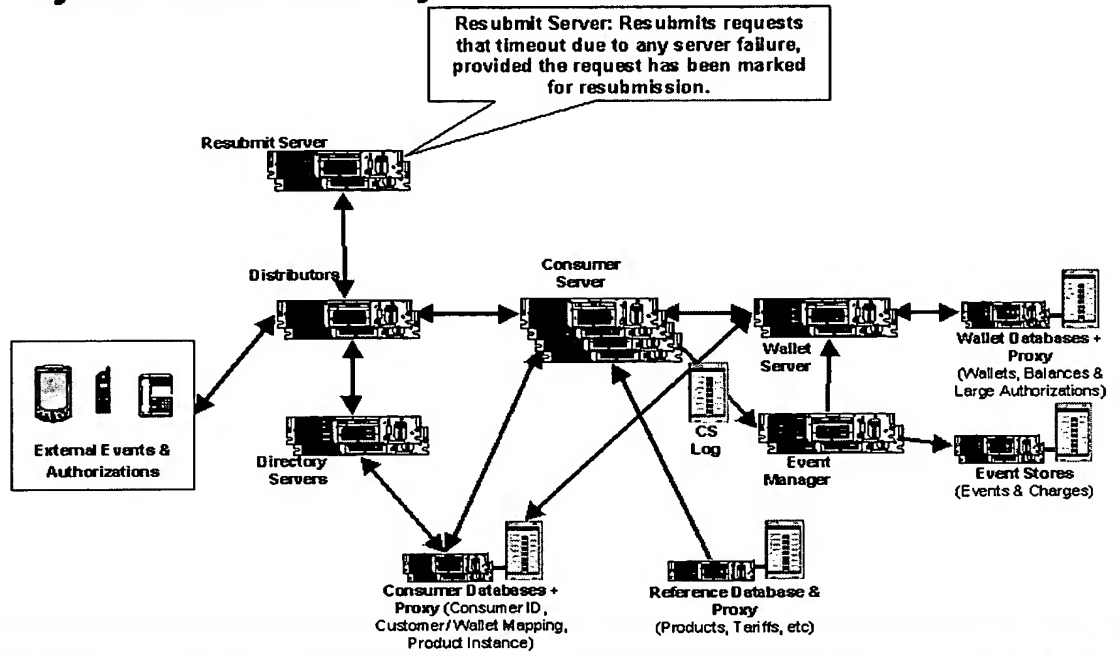 Resubmit Server: Resubmits requests
that timeout due to any server failure,
provided the request has been marked
for resubmission.
Resubmit Server
Distributors
Consumer
Server
Wallet
Server
Wallet Databases +
Proxy
(Wallets, Balances &
Large Authorizations)
External Events &
Authorizations
Directory
Servers
CS
Log
Event
Manager
Event Stores
(Events & Charges)
Consumer Databases +
Proxy (Consumer ID,
Customer/Wallet Mapping,
Product Instance)
Reference Database &
Proxy
(Products, Tariffs, etc)